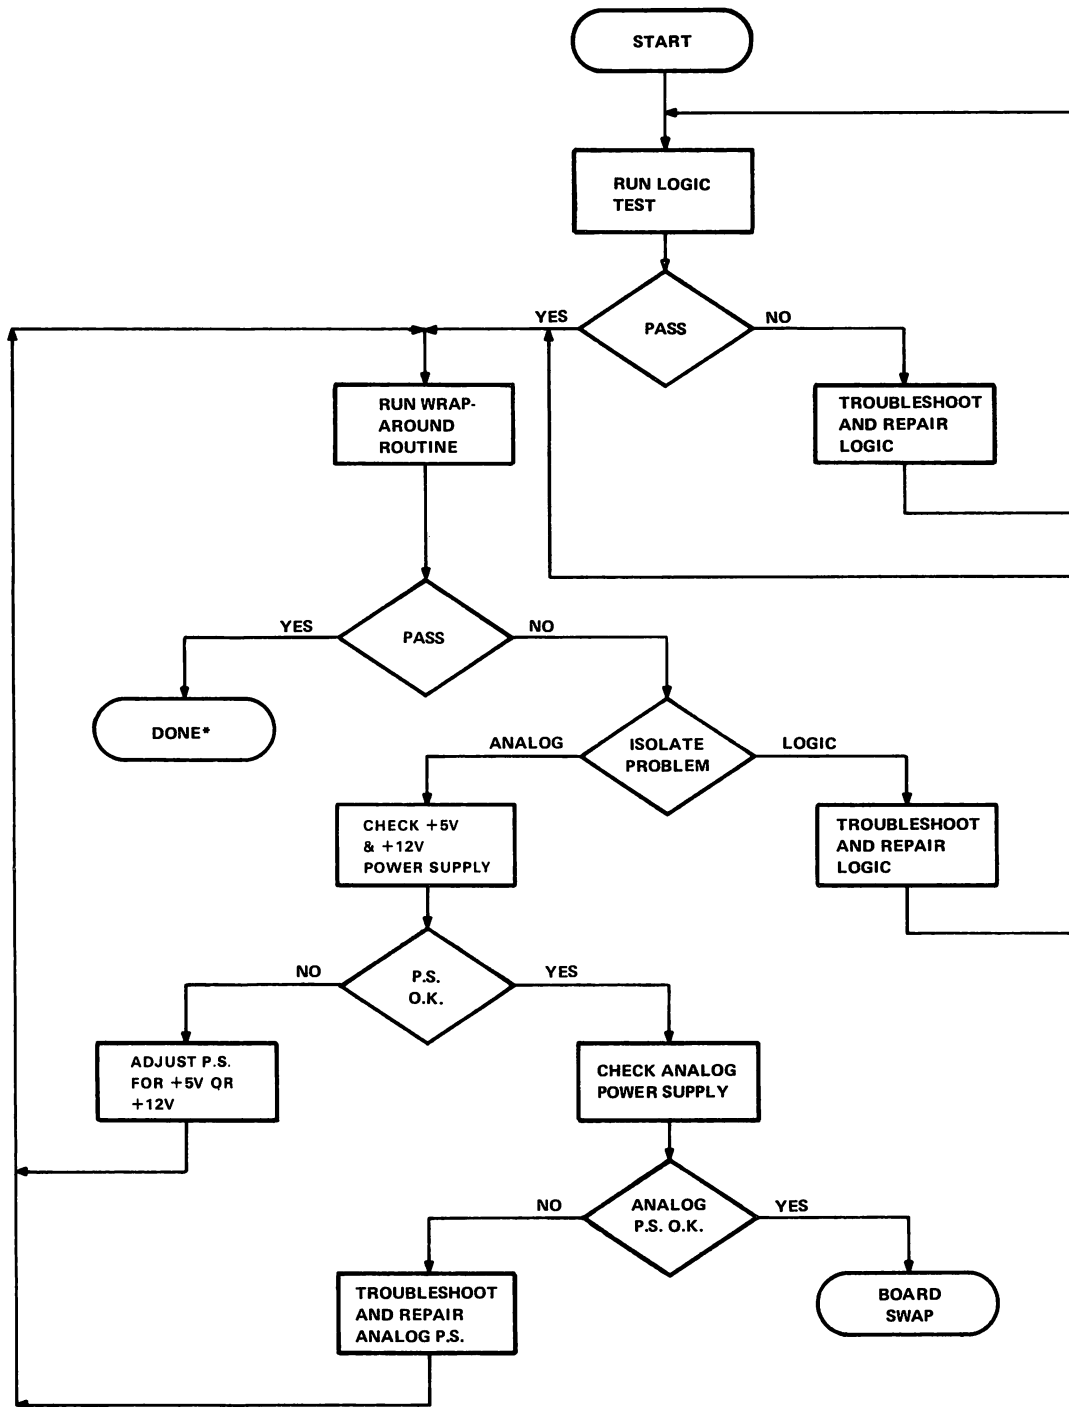 START
RUN LOGIC
TEST
PASS
YES
NO
RUN WRAP-
AROUND
ROUTINE
TROUBLESHOOT
AND REPAIR
LOGIC
PASS
YES
NO
DONE*
ISOLATE
PROBLEM
ANALOG
LOGIC
CHECK +5V
& +12V
POWER SUPPLY
TROUBLESHOOT
AND REPAIR
LOGIC
P.S.
O.K.
NO
YES
ADJUST P.S.
FOR +5V QR
+12V
CHECK ANALOG
POWER SUPPLY
ANALOG
P.S. O.K.
NO
YES
TROUBLESHOOT
AND REPAIR
ANALOG P.S.
BOARD
SWAP